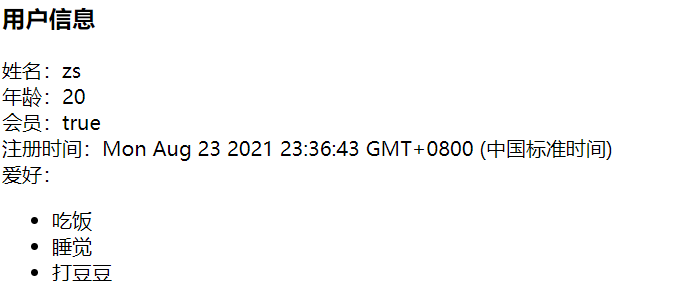 用户信息
姓名：zs
年龄：20
会员：true
注册时间：Mon Aug 23 2021 23:36:43 GMT+0800 (中国标准时间)
爱好：
• 吃饭
• 睡觉
• 打豆豆